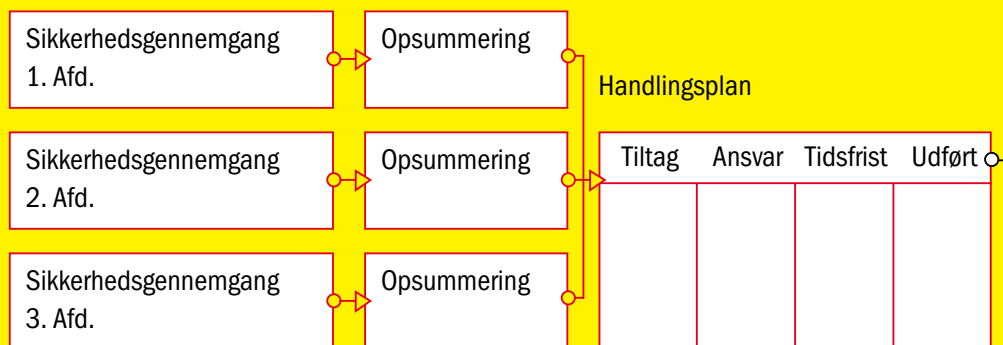 Sikkerhedsgennemgang
1. Afd.
Opsummering
Sikkerhedsgennemgang
2. Afd.
Opsummering
Sikkerhedsgennemgang
3. Afd.
Opsummering
Handlingsplan
Tiltag Ansvar Tidsfrist Udført